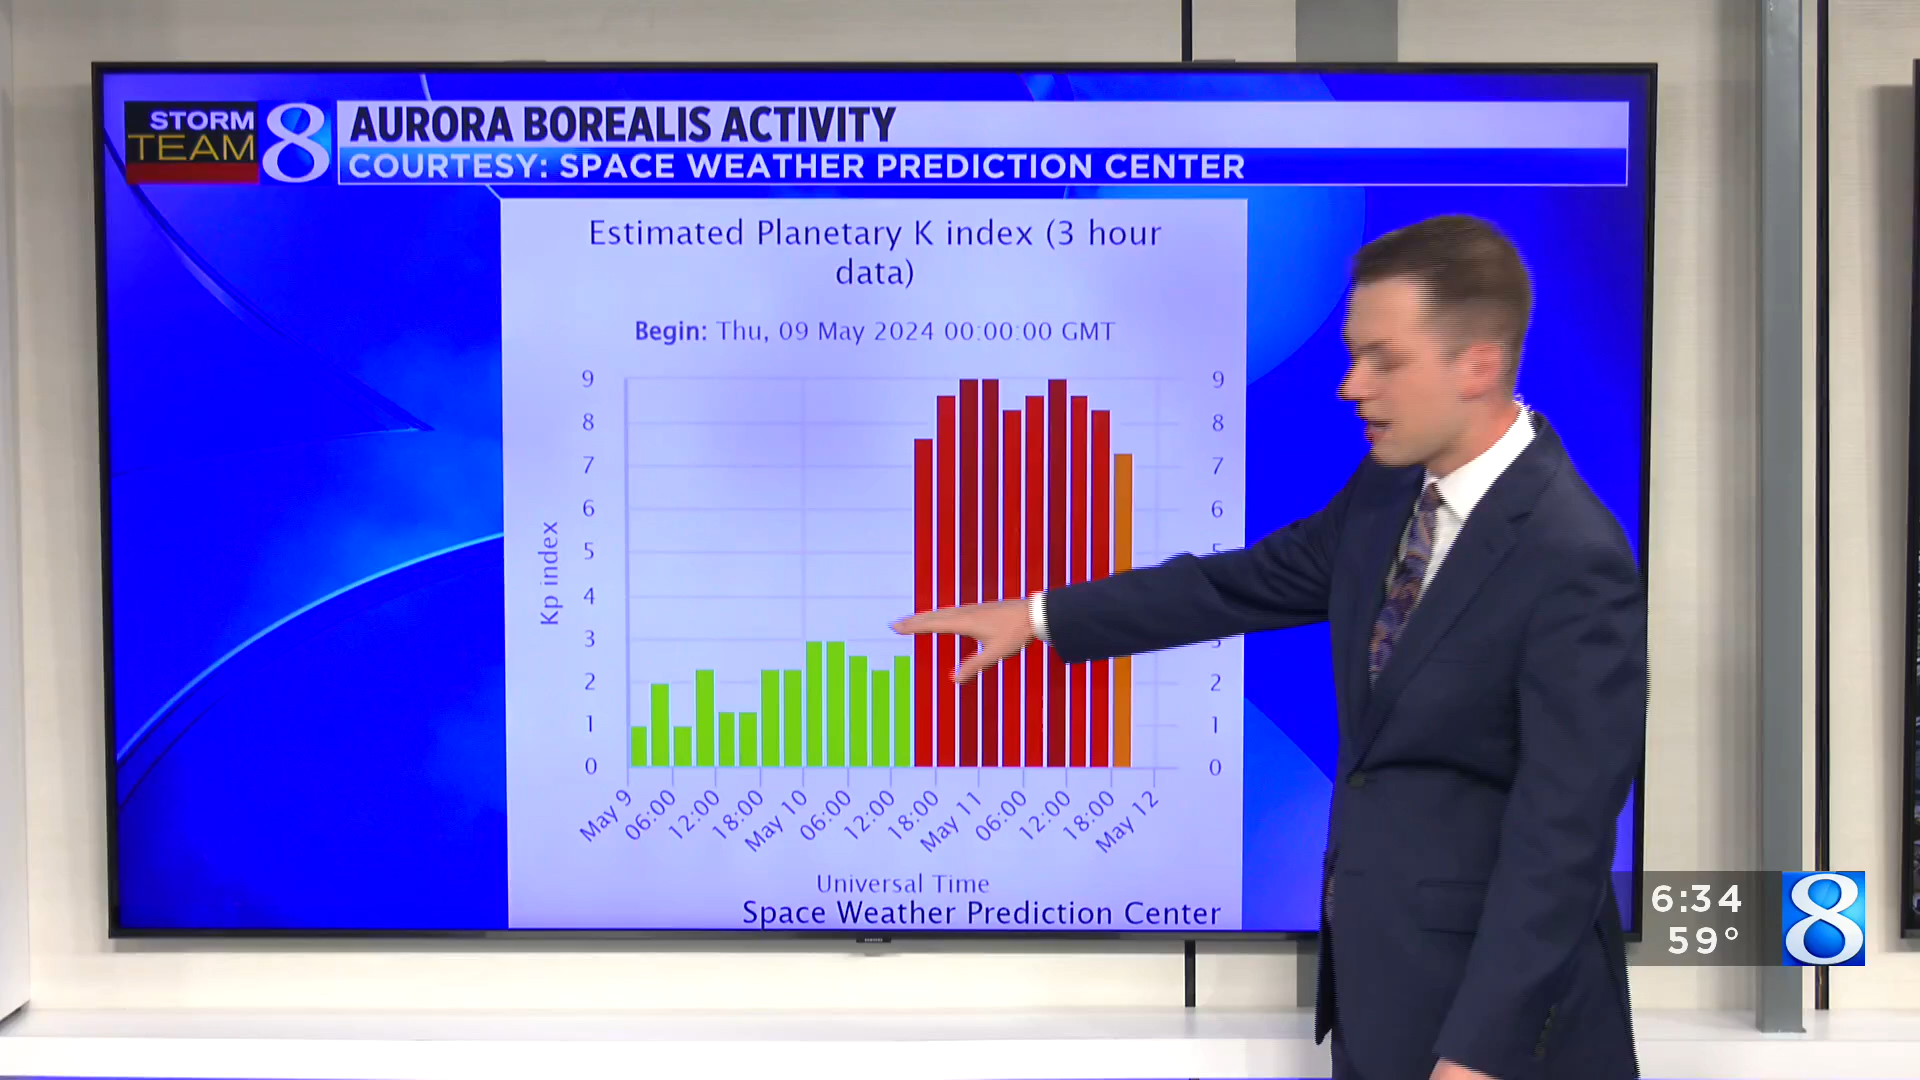 STORM
TEAM
8
AURORA BOREALIS ACTIVITY
COURTESY: SPACE WEATHER PREDICTION CENTER
Estimated Planetary K index (3 hour
data)
Begin: Thu, 09 May 2024 00:00:00 GMT
9 9
8 8
7 7
6 6
5 5
4
3 3
2 2
1 1
0 0
Kp index
May 9 06:00 12:00 18:00 May 10 06:00 12:00 18:00 May 11 06:00 12:00 18:00 May 12
Universal Time
Space Weather Prediction Center
6:34
59°
8